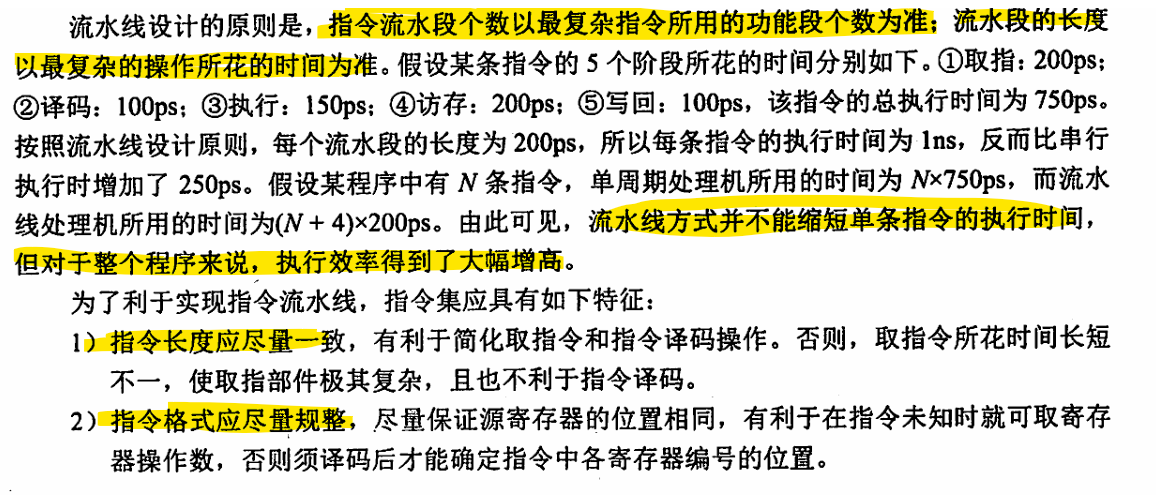 流水线设计的原则是，指令流水段个数以最复杂指令所用的功能段个数为准；流水段的长度
以最复杂的操作所花的时间为准。假设某条指令的 5 个阶段所花的时间分别如下。①取指：200ps；
②译码：100ps；③执行：150ps；④访存：200ps；⑤写回：100ps，该指令的总执行时间为 750ps。
按照流水线设计原则，每个流水段的长度为 200ps，所以每条指令的执行时间为 1ns，反而比串行
执行时增加了 250ps。假设某程序中有 N 条指令，单周期处理机所用的时间为 N×750ps，而流水
线处理机所用的时间为(N + 4)×200ps。由此可见，流水线方式并不能缩短单条指令的执行时间，
但对于整个程序来说，执行效率得到了大幅增高。
为了利于实现指令流水线，指令集应具有如下特征：
1）指令长度应尽量一致，有利于简化取指令和指令译码操作。否则，取指令所花时间长短
不一，使取指部件极其复杂，且也不利于指令译码。
2）指令格式应尽量规整，尽量保证源寄存器的位置相同，有利于在指令未知时就可取寄存
器操作数，否则须译码后才能确定指令中各寄存器编号的位置。